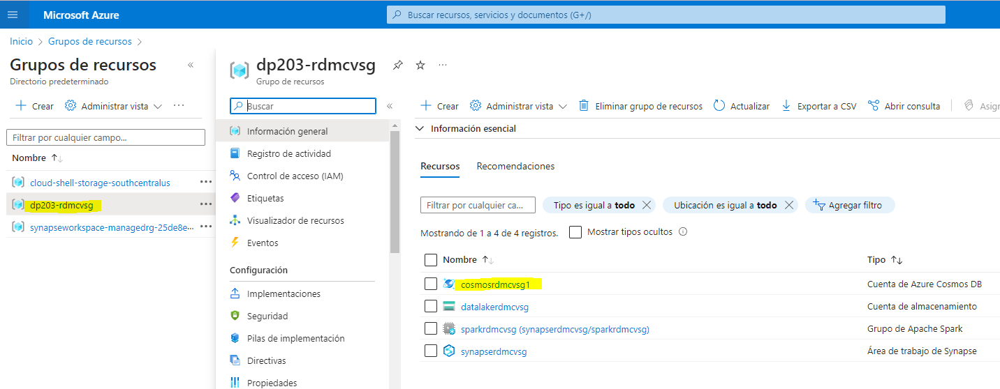 Microsoft Azure
Buscar recursos, servicios y documentos (G+/)
Inicio > Grupos de recursos >
Grupos de recursos «
Directorio predeterminado
+ Crear Administrar vista ...
Filtrar por cualquier campo...
Nombre ↑↓
cloud-shell-storage-southcentralus ...
dp203-rdmcvsg ...
synapseworkspace-managedrg-25de8e... ...
dp203-rdmcvsg ...
Grupo de recursos
Buscar «
Información general
Registro de actividad
Control de acceso (IAM)
Etiquetas
Visualizador de recursos
Eventos
Configuración
Implementaciones
Seguridad
Pilas de implementación
Directivas
Propiedades
+ Crear Administrar vista Eliminar grupo de recursos Actualizar Exportar a CSV Abrir consulta Asig
Información esencial
Recursos Recomendaciones
Filtrar por cualquier ca... Tipo es igual a todo × Ubicación es igual a todo × Agregar filtro
Mostrando de 1 a 4 de 4 registros. Mostrar tipos ocultos
Nombre ↑↓ Tipo ↑↓
cosmosrdmcvsg1 Cuenta de Azure Cosmos DB
datalakerdmcvsg Cuenta de almacenamiento
sparkrdmcvsg (synapserdmcvsg/sparkrdmcvsg) Grupo de Apache Spark
synapserdmcvsg Área de trabajo de Synapse